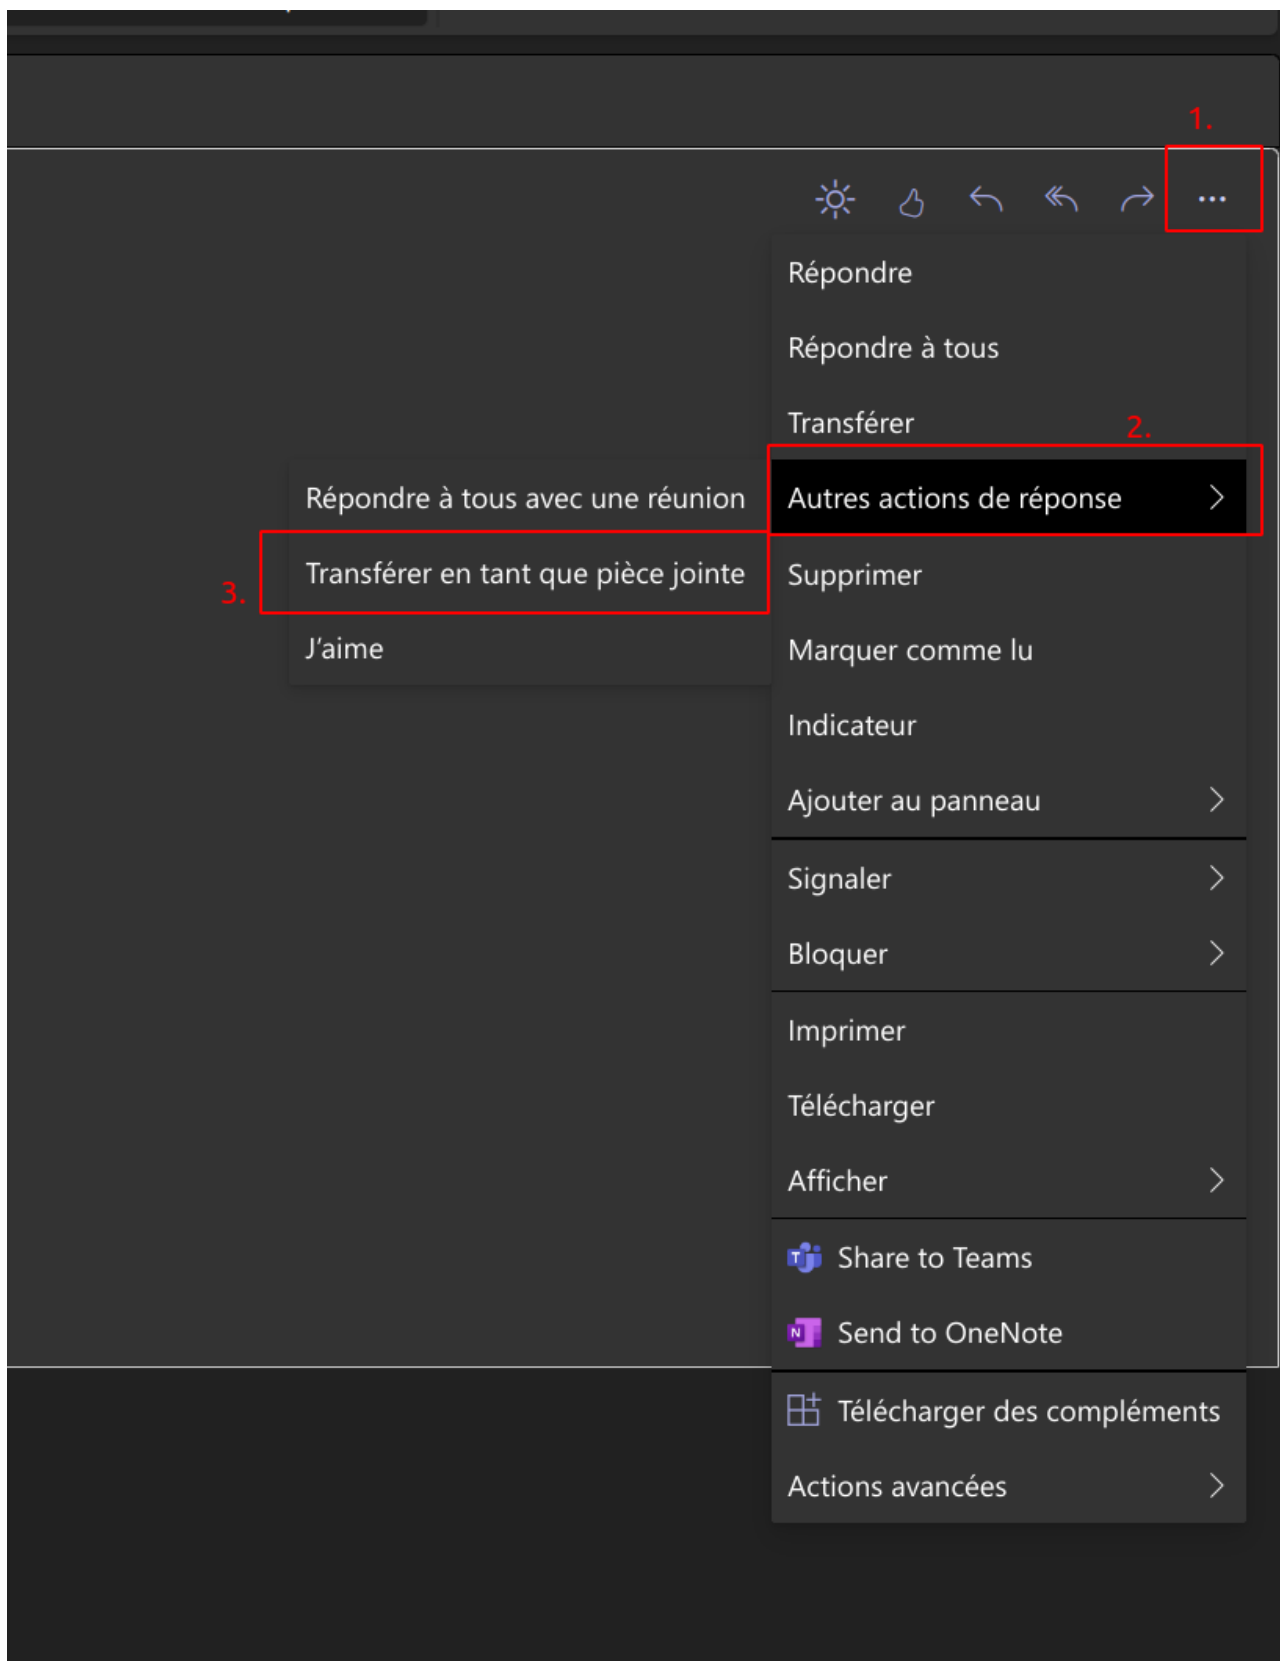 1.
Répondre
Répondre à tous
Transférer
2.
Autres actions de réponse
Répondre à tous avec une réunion
3.
Transférer en tant que pièce jointe
J'aime
Supprimer
Marquer comme lu
Indicateur
Ajouter au panneau
Signaler
Bloquer
Imprimer
Télécharger
Afficher
Share to Teams
Send to OneNote
Télécharger des compléments
Actions avancées